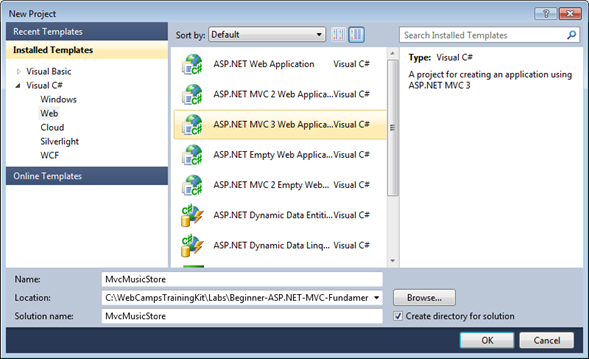 New Project
Recent Templates
Installed Templates
Visual Basic
Visual C#
Windows
Web
Cloud
Silverlight
WCF
Online Templates
Sort by: Default
ASP.NET Web Application Visual C#
ASP.NET MVC 2 Web Applica... Visual C#
ASP.NET MVC 3 Web Applica... Visual C#
ASP.NET Empty Web Applica... Visual C#
ASP.NET MVC 2 Empty Web... Visual C#
ASP.NET Dynamic Data Entiti... Visual C#
ASP.NET Dynamic Data Linq... Visual C#
Search Installed Templates
Type: Visual C#
A project for creating an application using
ASP.NET MVC 3
Name: MvcMusicStore
Location: C:\WebCampsTrainingKit\Labs\Beginner-ASP.NET-MVC-Fundamer Browse...
Solution name: MvcMusicStore Create directory for solution
OK Cancel